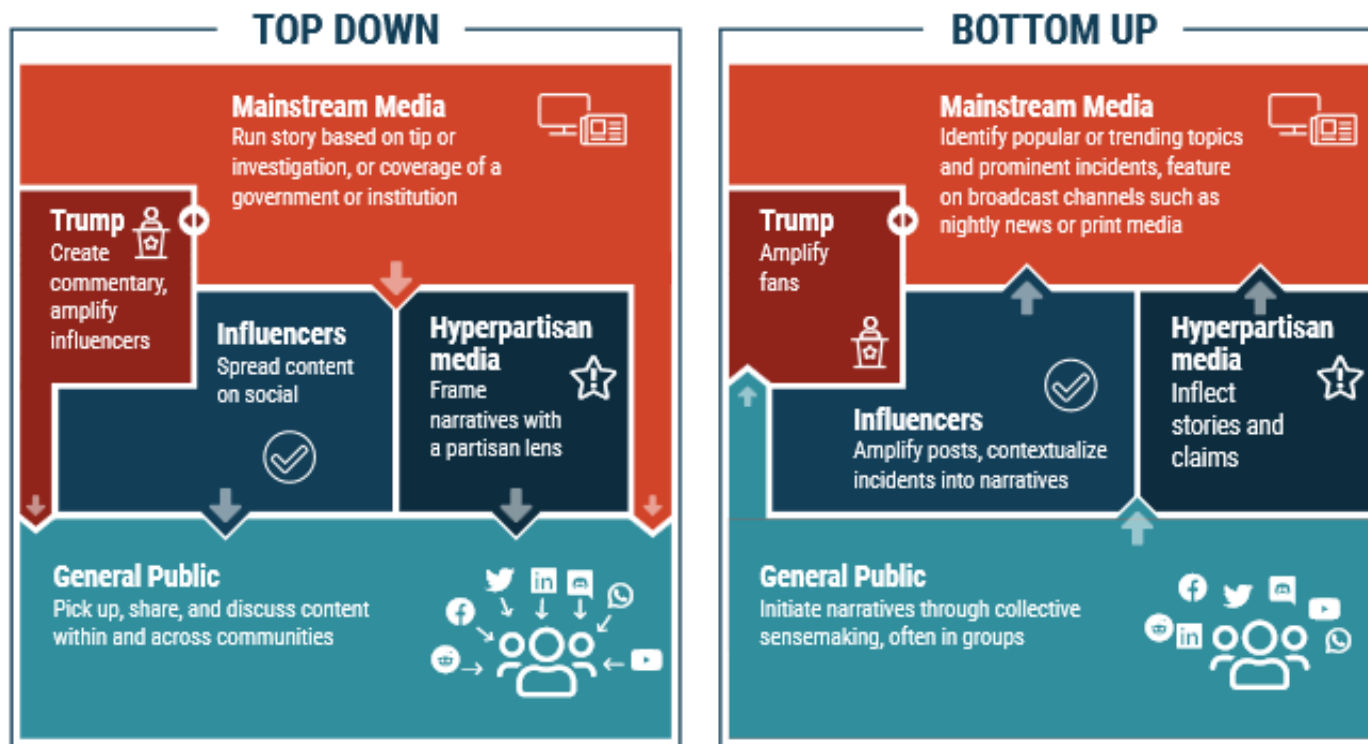 TOP DOWN
Mainstream Media
Run story based on tip or
investigation, or coverage of a
government or institution
Trump
Create
commentary,
amplify
influencers
Influencers
Spread content
on social
Hyperpartisan
media
Frame
narratives with
a partisan lens
General Public
Pick up, share, and discuss content
within and across communities
in
BOTTOM UP
Mainstream Media
Identify popular or trending topics
and prominent incidents, feature
on broadcast channels such as
nightly news or print media
Trump
Amplify
fans
Influencers
Amplify posts, contextualize
incidents into narratives
Hyperpartisan
media
Inflect
stories and
claims
General Public
Initiate narratives through collective
sensemaking, often in groups
in